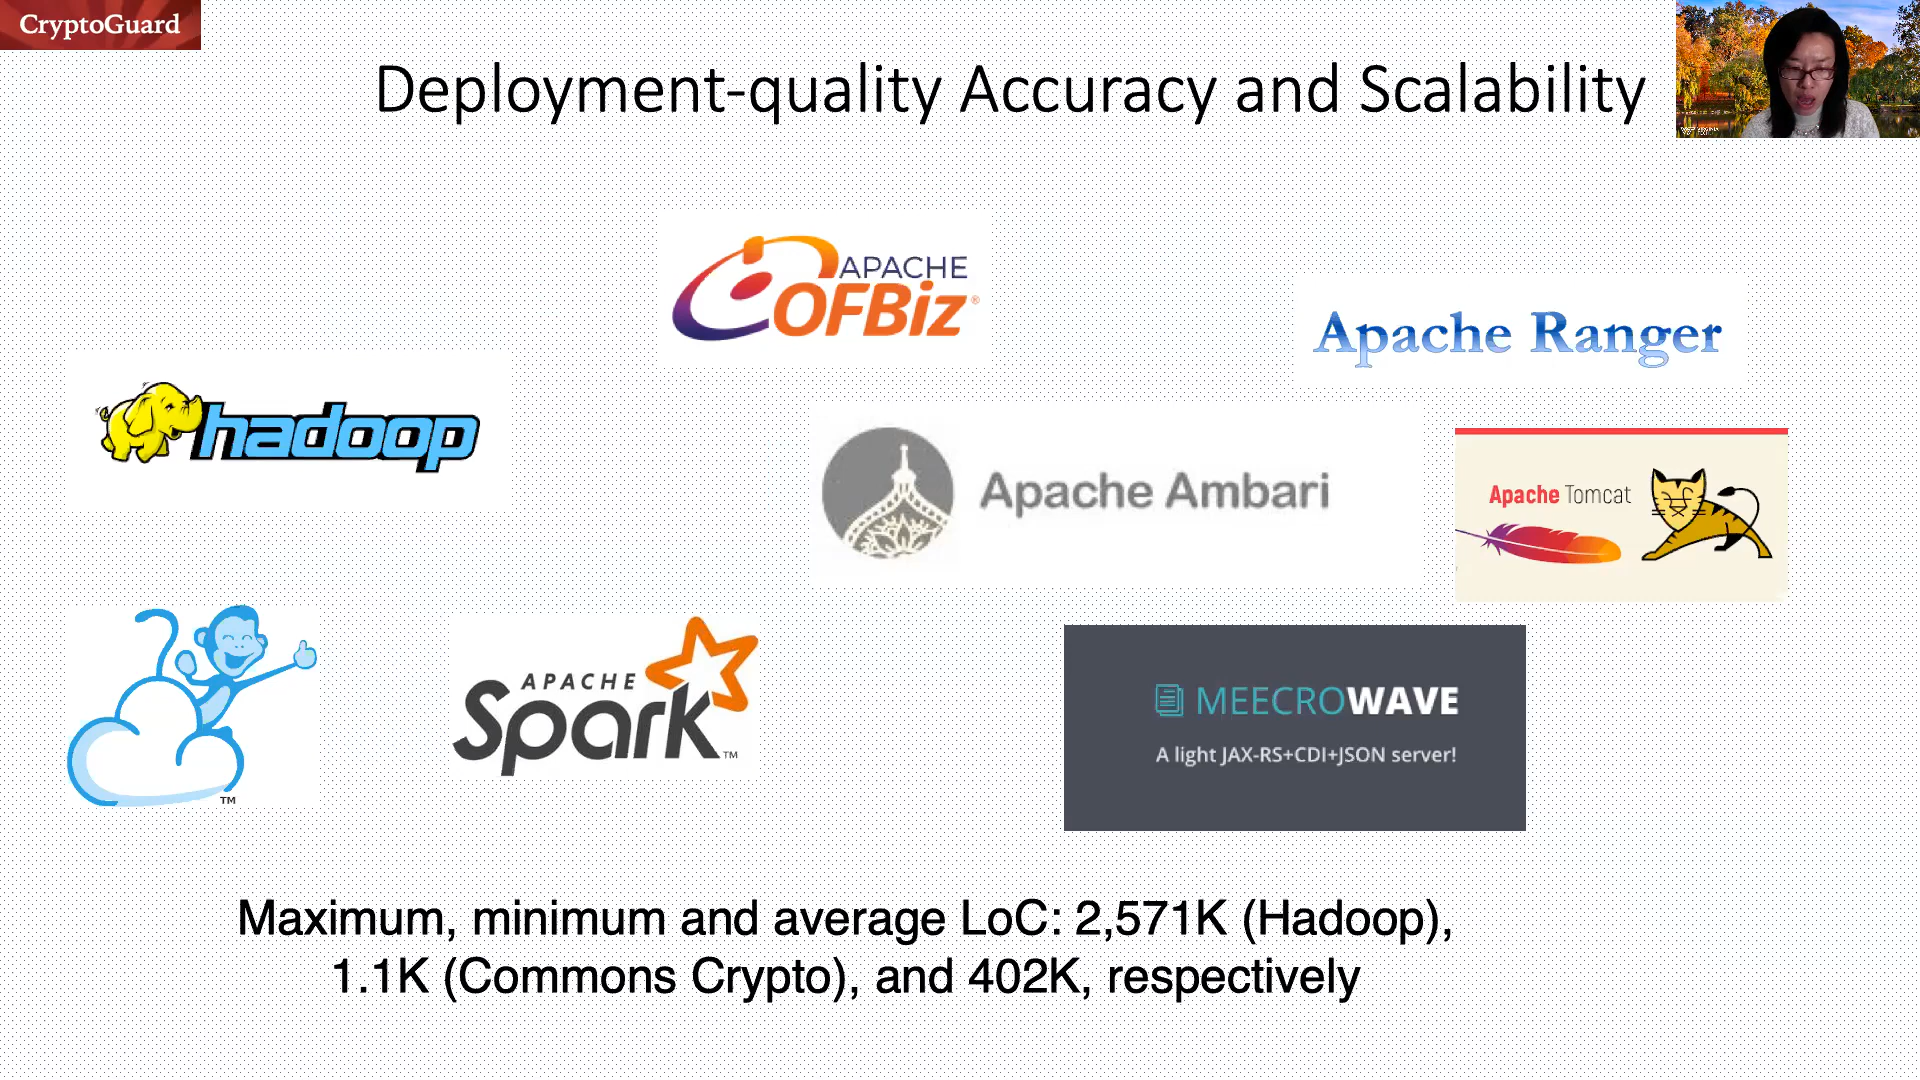 CryptoGuard
Deployment-quality Accuracy and Scalability
APACHE
OFBiz®
Apache Ranger
hadoop
Apache Ambari
Apache Tomcat
APACHE
Spark™
TM
MEECROWAVE
A light JAX-RS+CDI+JSON server!
Maximum, minimum and average LoC: 2,571K (Hadoop),
1.1K (Commons Crypto), and 402K, respectively